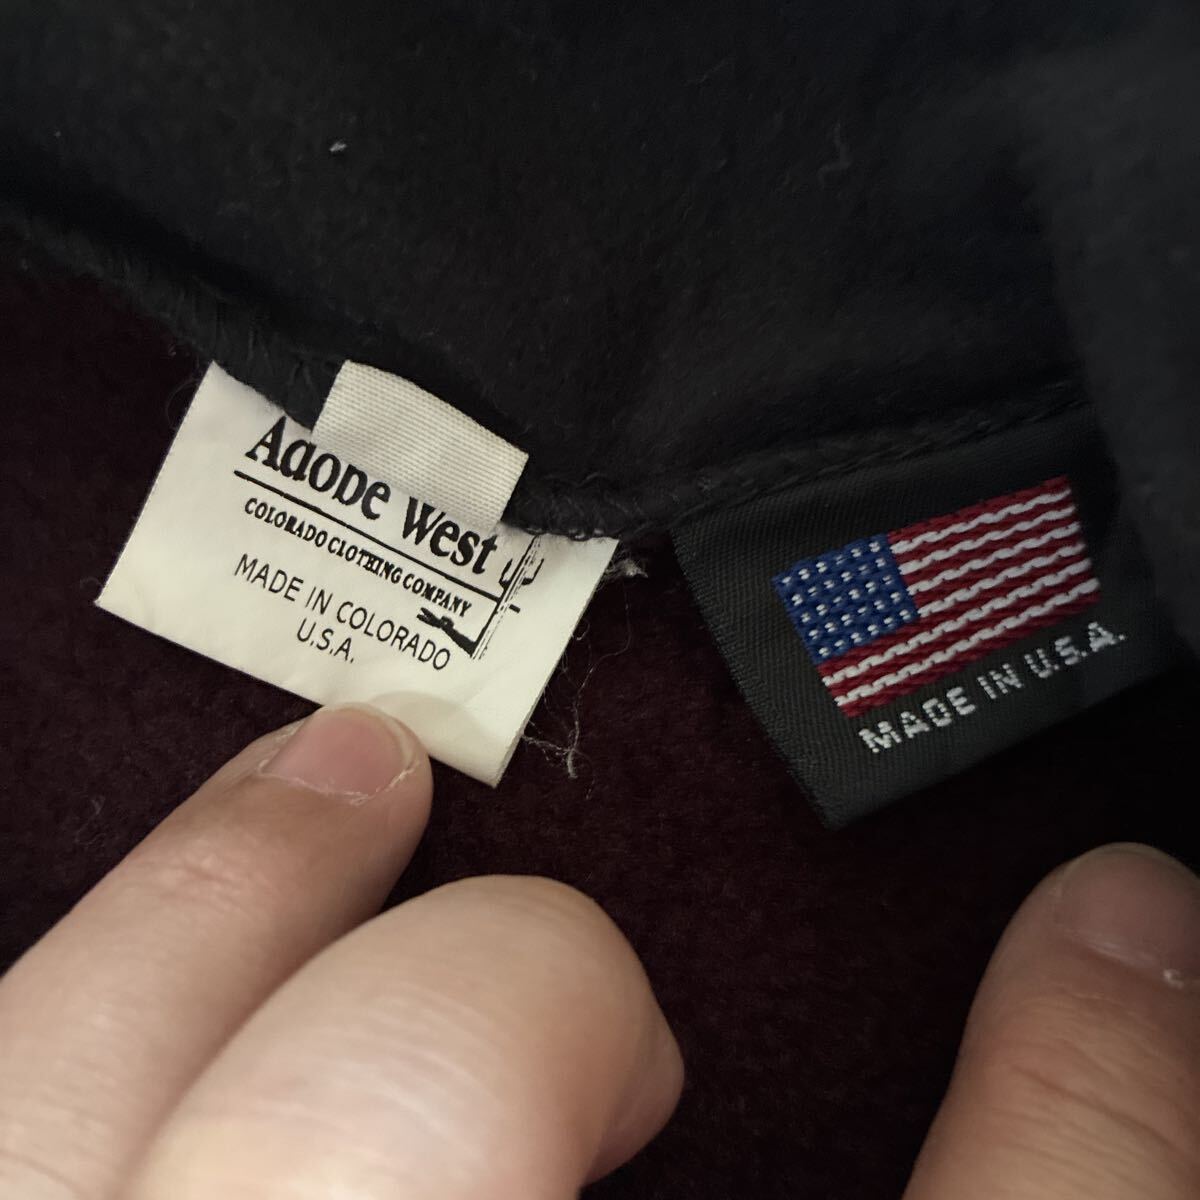 Adobe West
COLORADO CLOTHING COMPANY
MADE IN COLORADO
U.S.A.
MADE IN U.S.A.